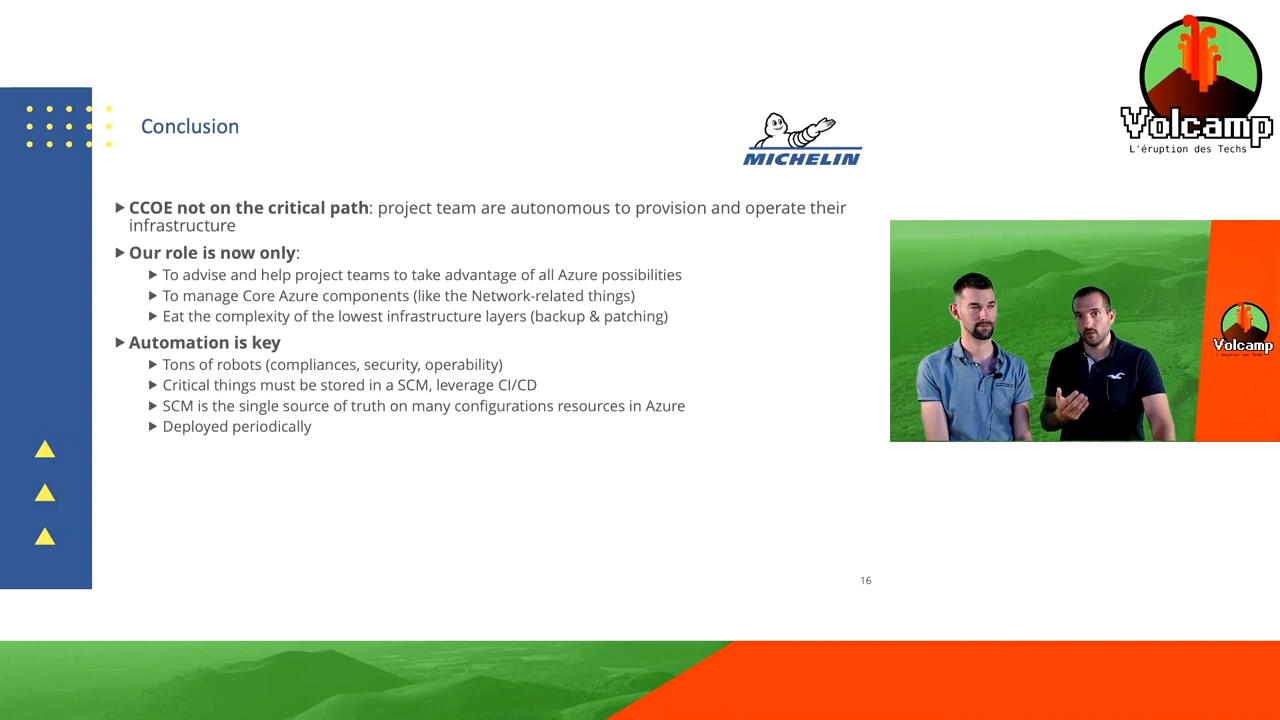 Conclusion
MICHELIN
Volcamp
L'éruption des Techs
CCOE not on the critical path: project team are autonomous to provision and operate their
infrastructure
Our role is now only:
To advise and help project teams to take advantage of all Azure possibilities
To manage Core Azure components (like the Network-related things)
Eat the complexity of the lowest infrastructure layers (backup & patching)
Automation is key
Tons of robots (compliances, security, operability)
Critical things must be stored in a SCM, leverage CI/CD
SCM is the single source of truth on many configurations resources in Azure
Deployed periodically
Volcamp
L'éruption des Techs
16